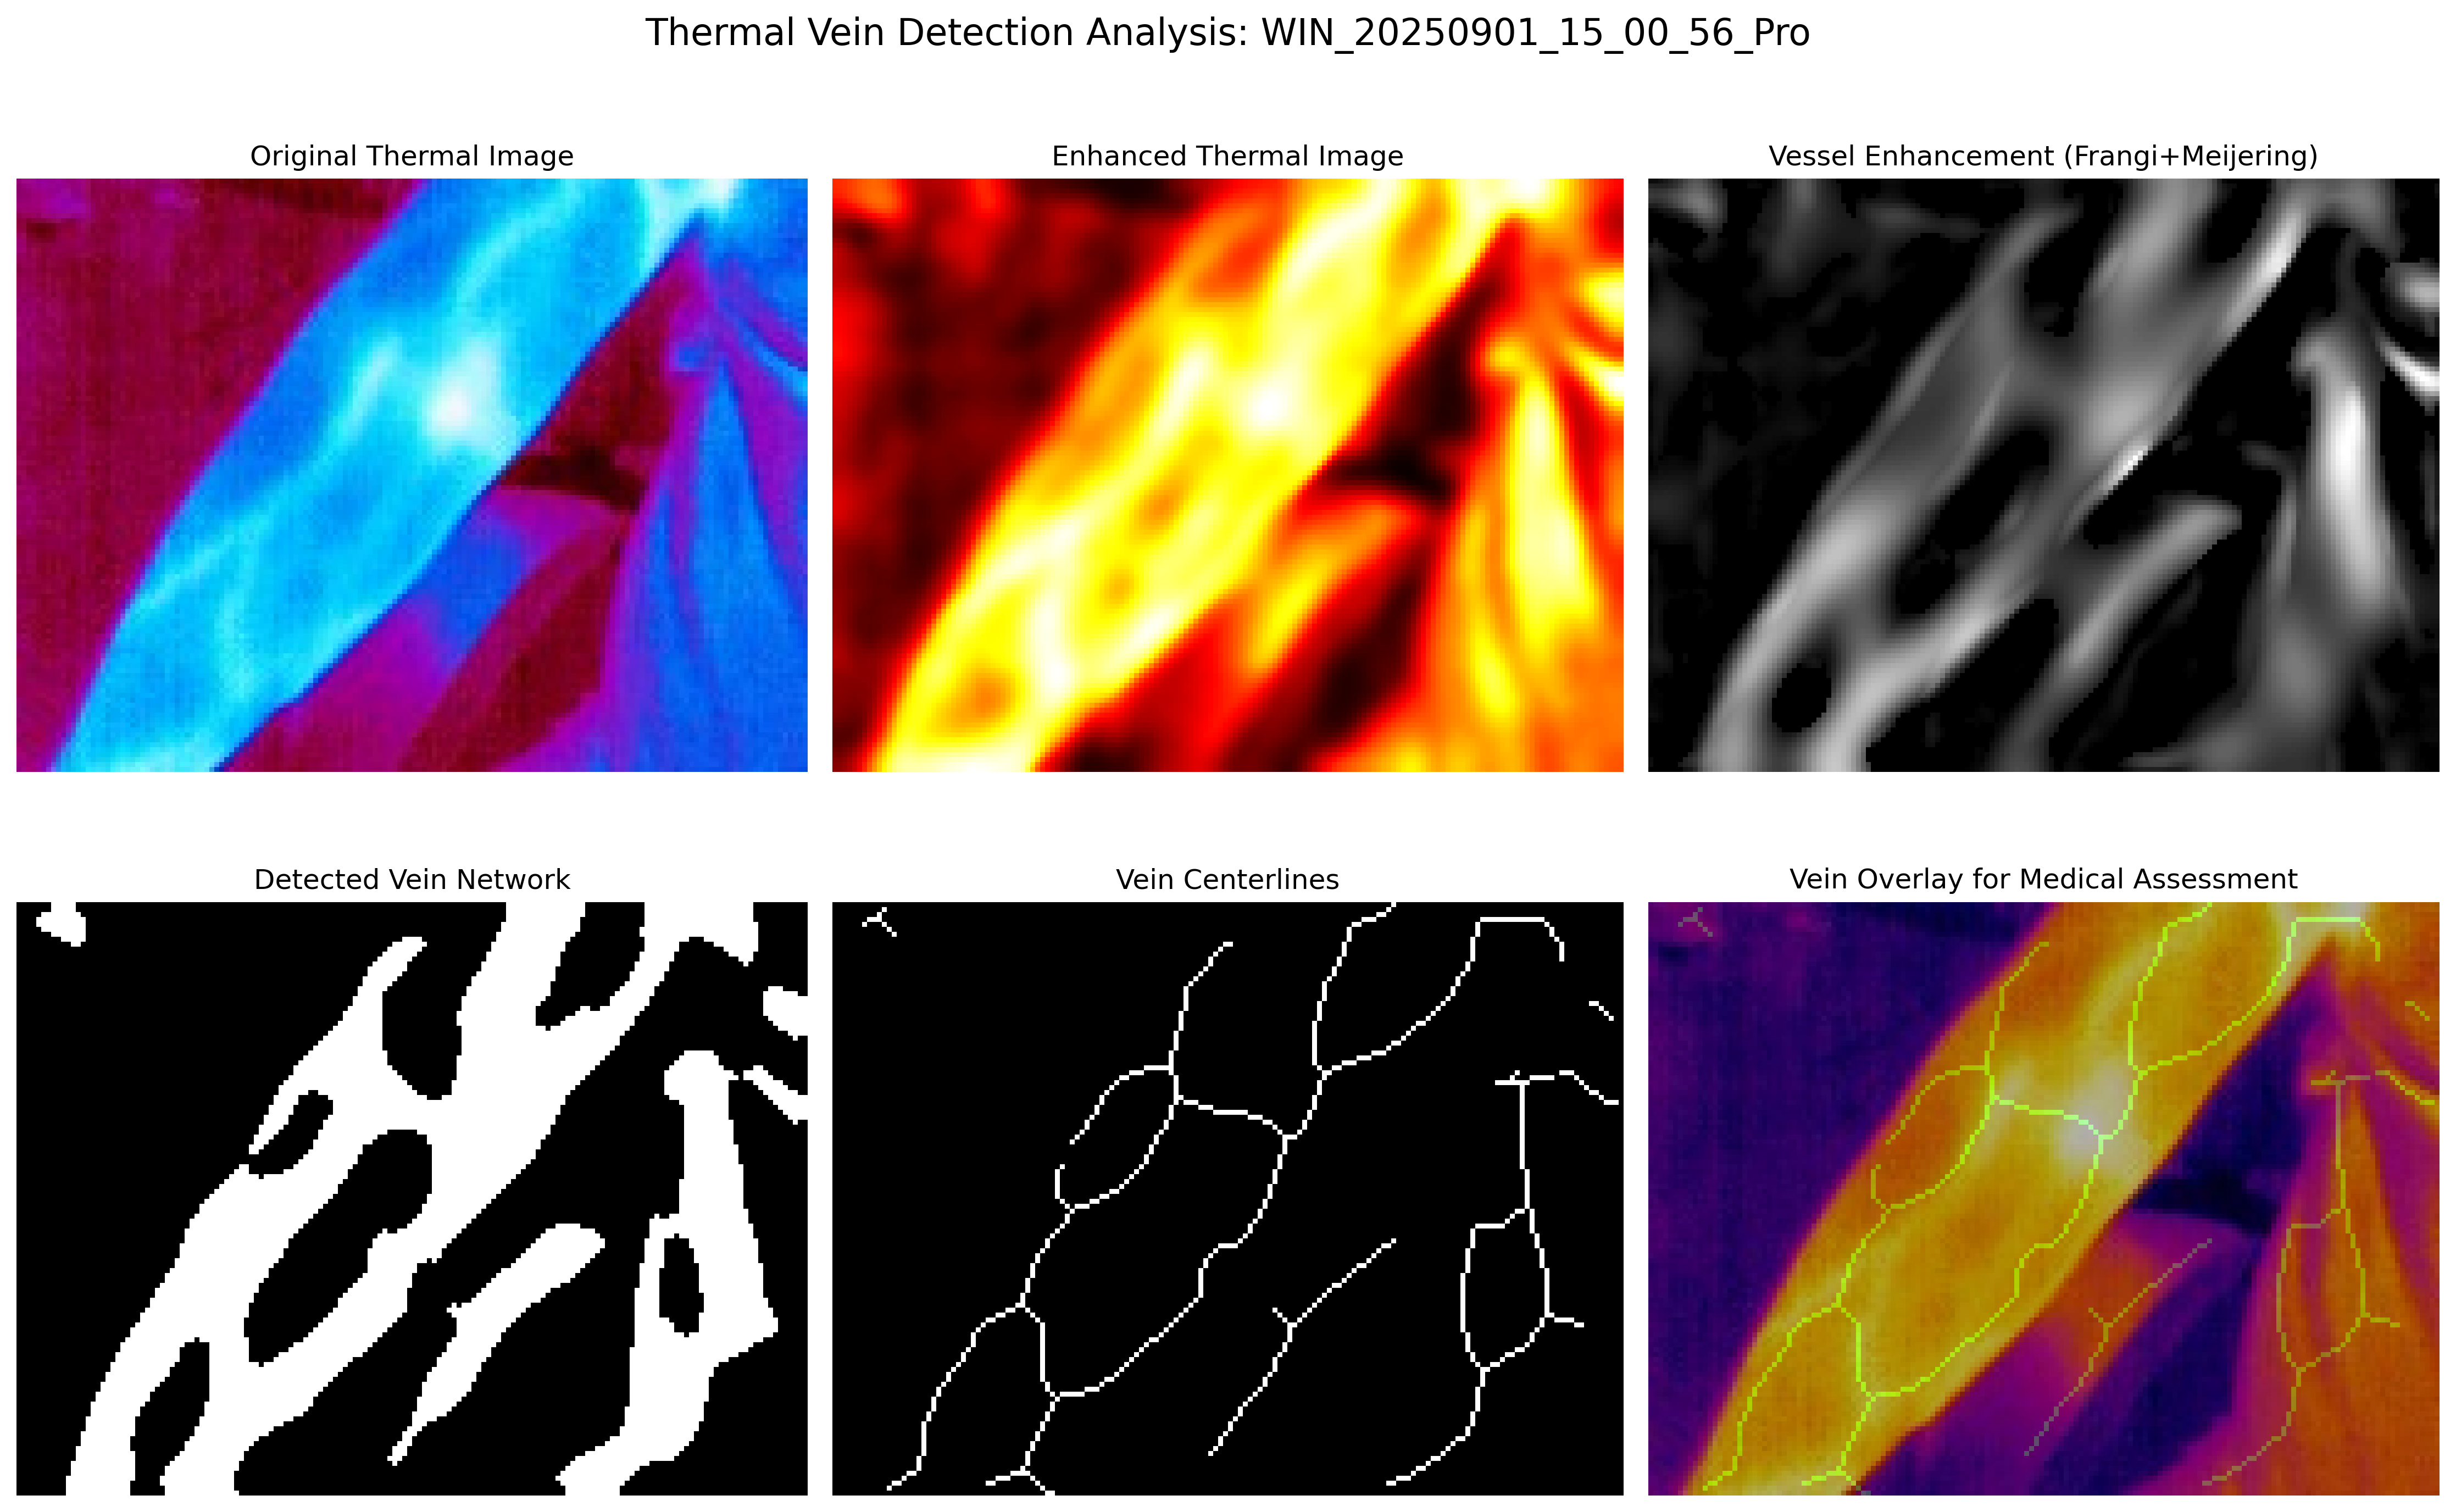 Thermal Vein Detection Analysis: WIN_20250901_15_00_56_Pro
Original Thermal Image
Enhanced Thermal Image
Vessel Enhancement (Frangi+Meijering)
Detected Vein Network
Vein Centerlines
Vein Overlay for Medical Assessment